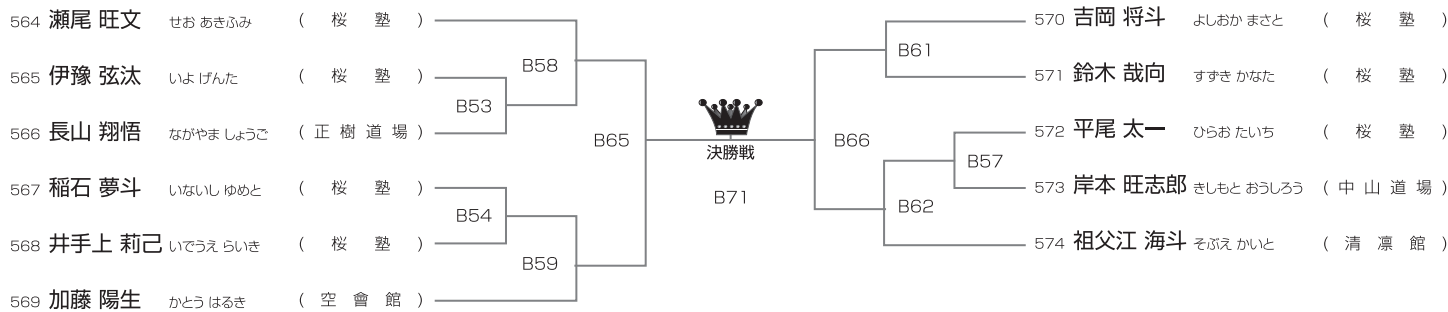 564 瀬尾 旺文 せお あきふみ ( 桜 塾 )
565 伊豫 弦汰 いよ げんた ( 桜 塾 )
566 長山 翔悟 ながやま しょうご ( 正 樹 道 場 )
567 稲石 夢斗 いないし ゆめと ( 桜 塾 )
568 井手上 莉己 いでうえ らいき ( 桜 塾 )
569 加藤 陽生 かとう はるき ( 空 會 館 )
B58
B53
B65
B54
B59
決勝戦
B71
B61
B66
B57
B62
570 吉岡 将斗 よしおか まさと ( 桜 塾 )
571 鈴木 哉向 すずき かなた ( 桜 塾 )
572 平尾 太一 ひらお たいち ( 桜 塾 )
573 岸本 旺志郎 きしもと おうしろう ( 中 山 道 場 )
574 祖父江 海斗 そぶえ かいと ( 清 凛 館 )